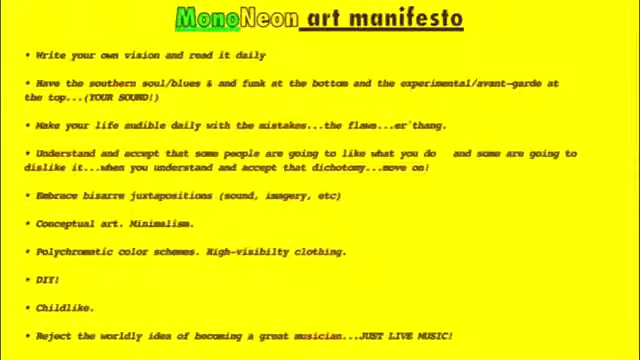 MonoNeon art manifesto
• Write your own vision and read it daily
• Have the southern soul/blues & and funk at the bottom and the experimental/avant-garde at
the top...(YOUR SOUND!)
• Make your life audible daily with the mistakes...the flaws...er'thang.
• Understand and accept that some people are going to like what you do and some are going to
dislike it...when you understand and accept that dichotomy...move on!
• Embrace bizarre juxtapositions (sound, imagery, etc)
• Conceptual art. Minimalism.
• Polychromatic color schemes. High-visibilty clothing.
• DIY!
• Childlike.
• Reject the worldly idea of becoming a great musician...JUST LIVE MUSIC!